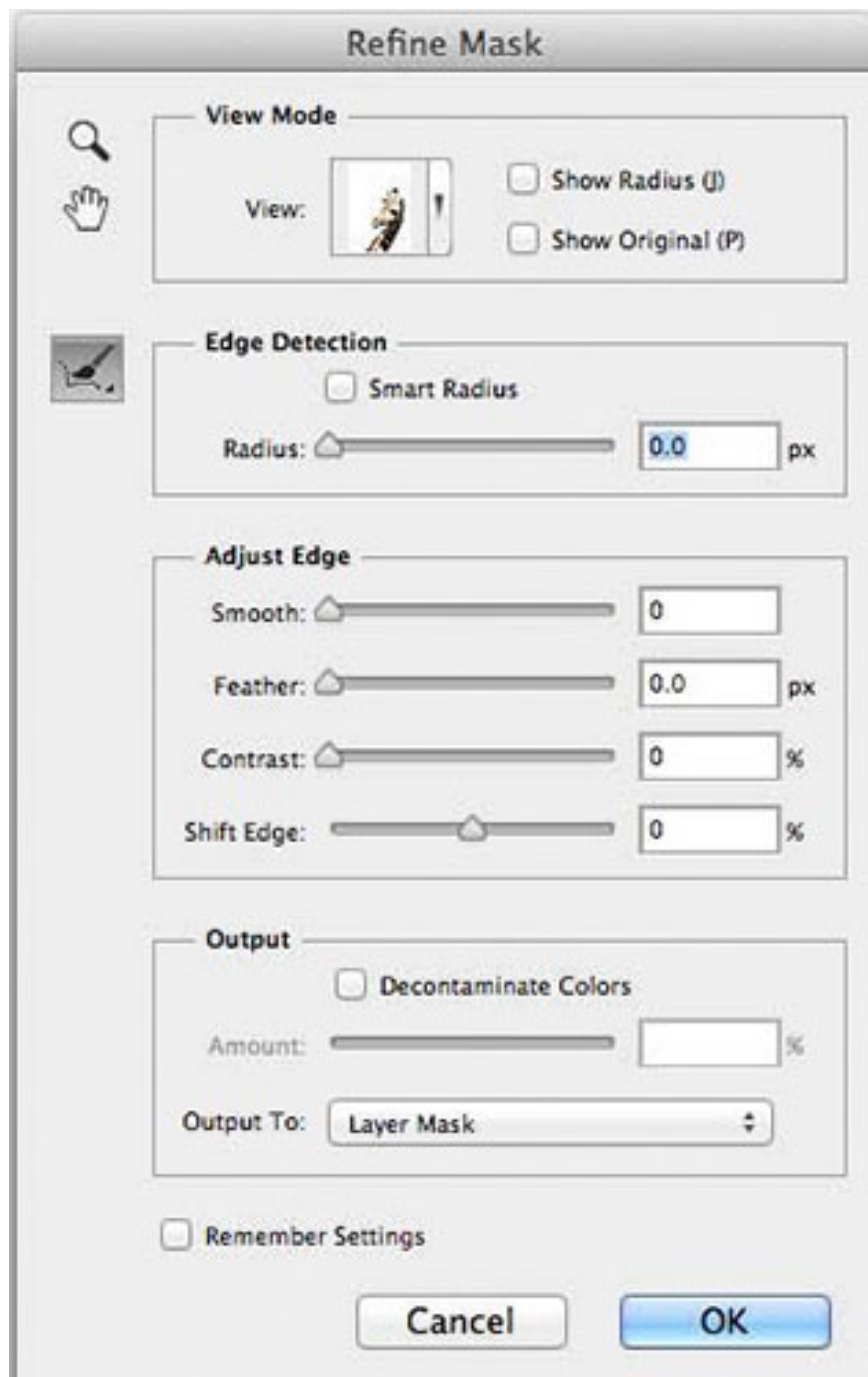 Refine Mask
View Mode
View:
Show Radius (J)
Show Original (P)
Edge Detection
Smart Radius
Radius: 0.0 px
Adjust Edge
Smooth: 0
Feather: 0.0 px
Contrast: 0 %
Shift Edge: 0 %
Output
Decontaminate Colors
Amount: %
Output To: Layer Mask
Remember Settings
Cancel OK